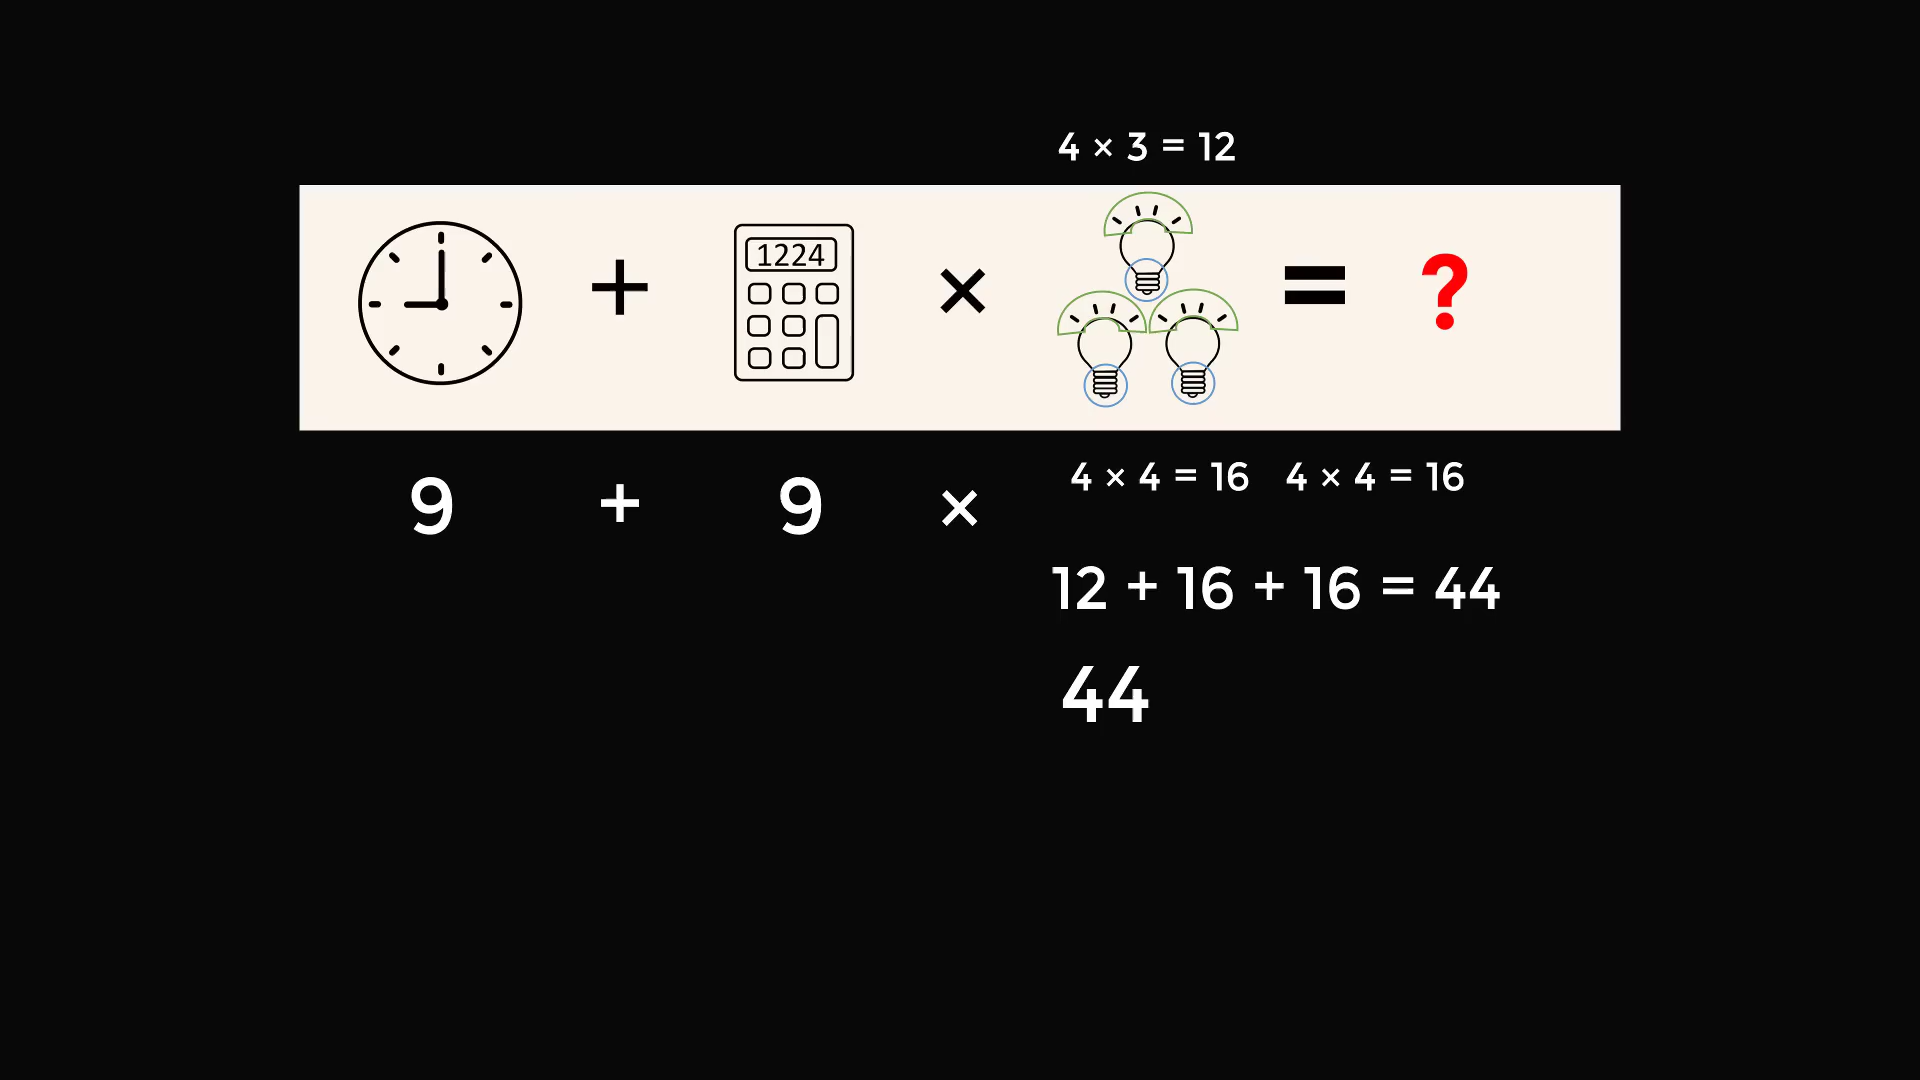 4 × 3 = 12
+ 1224 × = ?
9 + 9 × 4 × 4 = 16 4 × 4 = 16
12 + 16 + 16 = 44
44